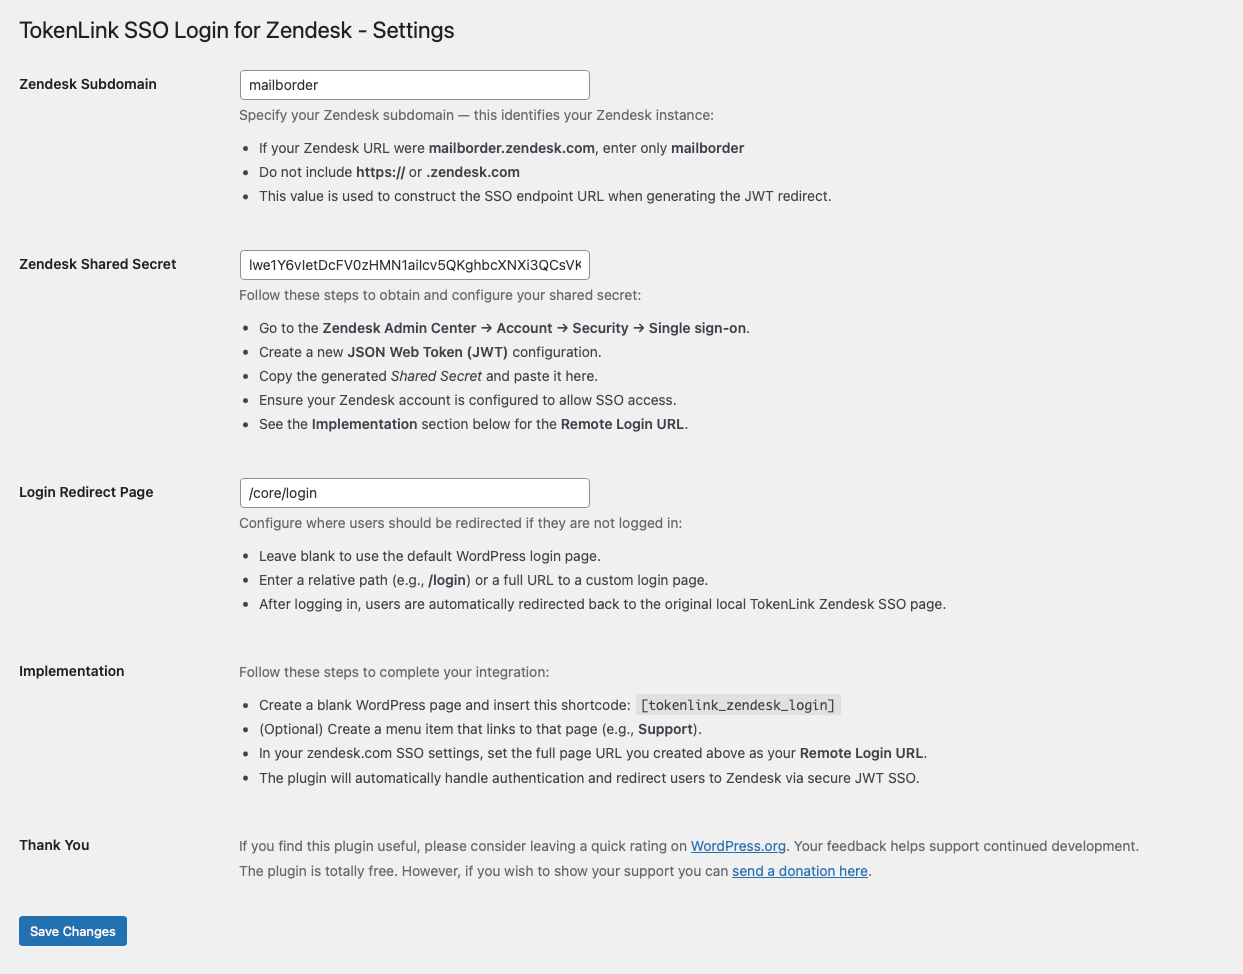 TokenLink SSO Login for Zendesk - Settings
Zendesk Subdomain
mailborder
Specify your Zendesk subdomain — this identifies your Zendesk instance:
• If your Zendesk URL were mailborder.zendesk.com, enter only mailborder
• Do not include https:// or .zendesk.com
• This value is used to construct the SSO endpoint URL when generating the JWT redirect.
Zendesk Shared Secret
lwe1Y6vIetDcFV0zHMN1aiIcv5QKghbcXNXi3QCsVK
Follow these steps to obtain and configure your shared secret:
• Go to the Zendesk Admin Center → Account → Security → Single sign-on.
• Create a new JSON Web Token (JWT) configuration.
• Copy the generated Shared Secret and paste it here.
• Ensure your Zendesk account is configured to allow SSO access.
• See the Implementation section below for the Remote Login URL.
Login Redirect Page
/core/login
Configure where users should be redirected if they are not logged in:
• Leave blank to use the default WordPress login page.
• Enter a relative path (e.g., /login) or a full URL to a custom login page.
• After logging in, users are automatically redirected back to the original local TokenLink Zendesk SSO page.
Implementation
Follow these steps to complete your integration:
• Create a blank WordPress page and insert this shortcode: [tokenlink_zendesk_login]
• (Optional) Create a menu item that links to that page (e.g., Support).
• In your zendesk.com SSO settings, set the full page URL you created above as your Remote Login URL.
• The plugin will automatically handle authentication and redirect users to Zendesk via secure JWT SSO.
Thank You
If you find this plugin useful, please consider leaving a quick rating on WordPress.org. Your feedback helps support continued development.
The plugin is totally free. However, if you wish to show your support you can send a donation here.
Save Changes